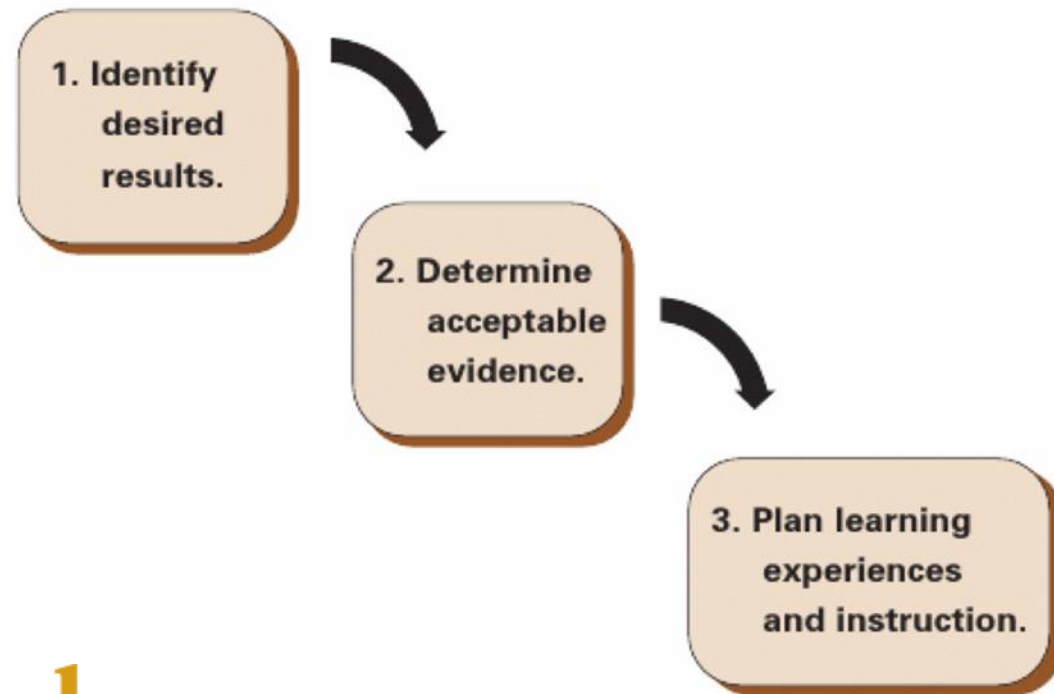 1. Identify
desired
results.
2. Determine
acceptable
evidence.
3. Plan learning
experiences
and instruction.